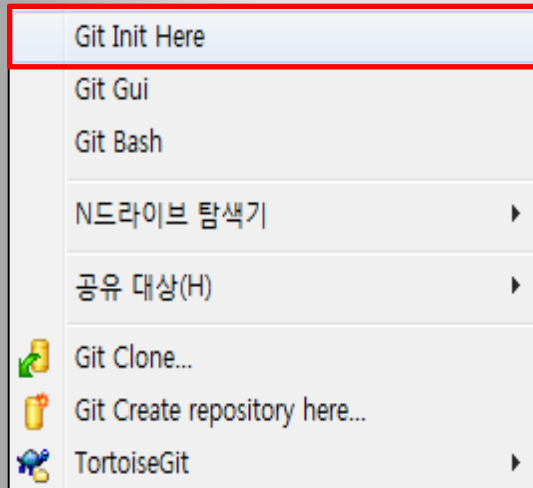 Git Init Here
Git Gui
Git Bash
N드라이브 탐색기
공유 대상(H)
Git Clone...
Git Create repository here...
TortoiseGit